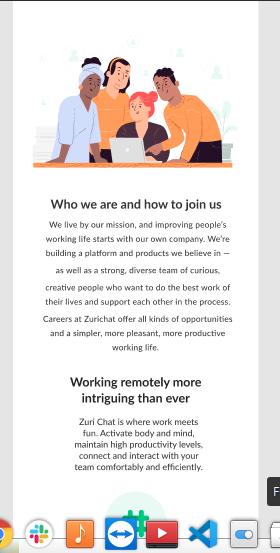 Who we are and how to join us
We live by our mission, and improving people's
working life starts with our own company. We're
building a platform and products we believe in —
as well as a strong, diverse team of curious,
creative people who want to do the best work of
their lives and support each other in the process.
Careers at Zurichat offer all kinds of opportunities
and a simpler, more pleasant, more productive
working life.
Working remotely more
intriguing than ever
Zuri Chat is where work meets
fun. Activate body and mind,
maintain high productivity levels,
connect and interact with your
team comfortably and efficiently.
F